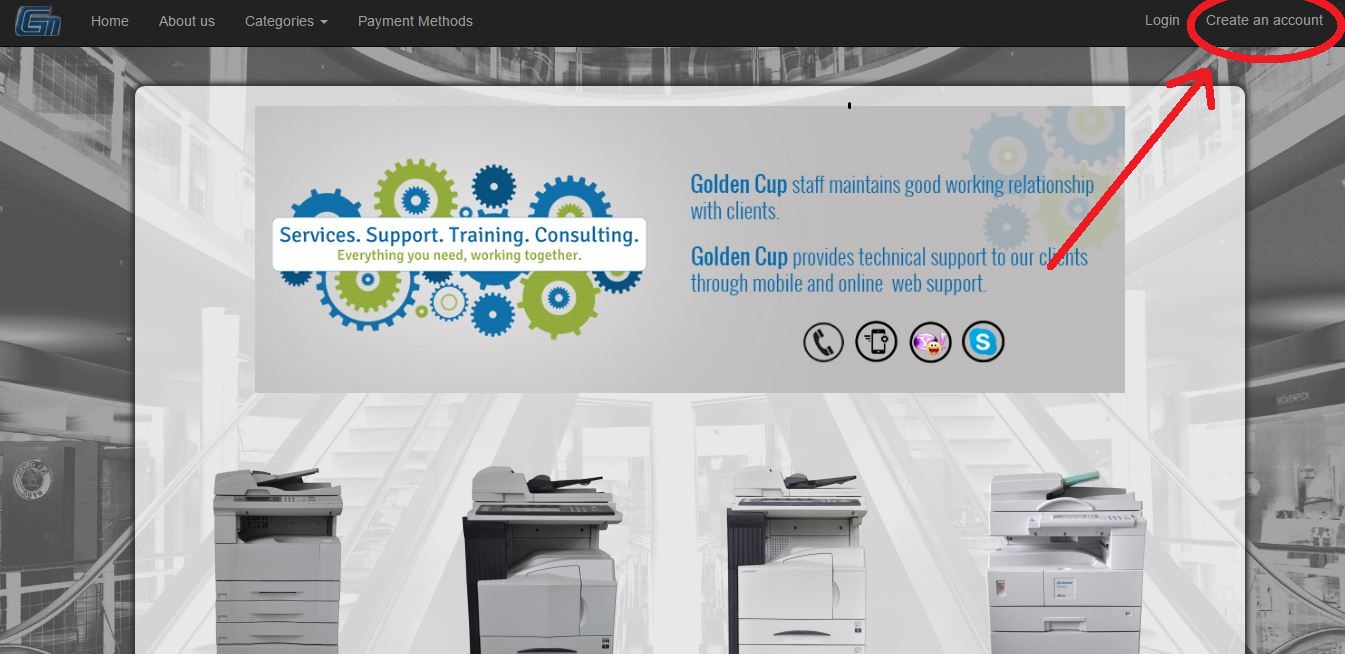 Home About us Categories Payment Methods Login Create an account
Services. Support. Training. Consulting.
Everything you need, working together.
Golden Cup staff maintains good working relationship
with clients.
Golden Cup provides technical support to our clients
through mobile and online web support.
S
MÖVENPICK